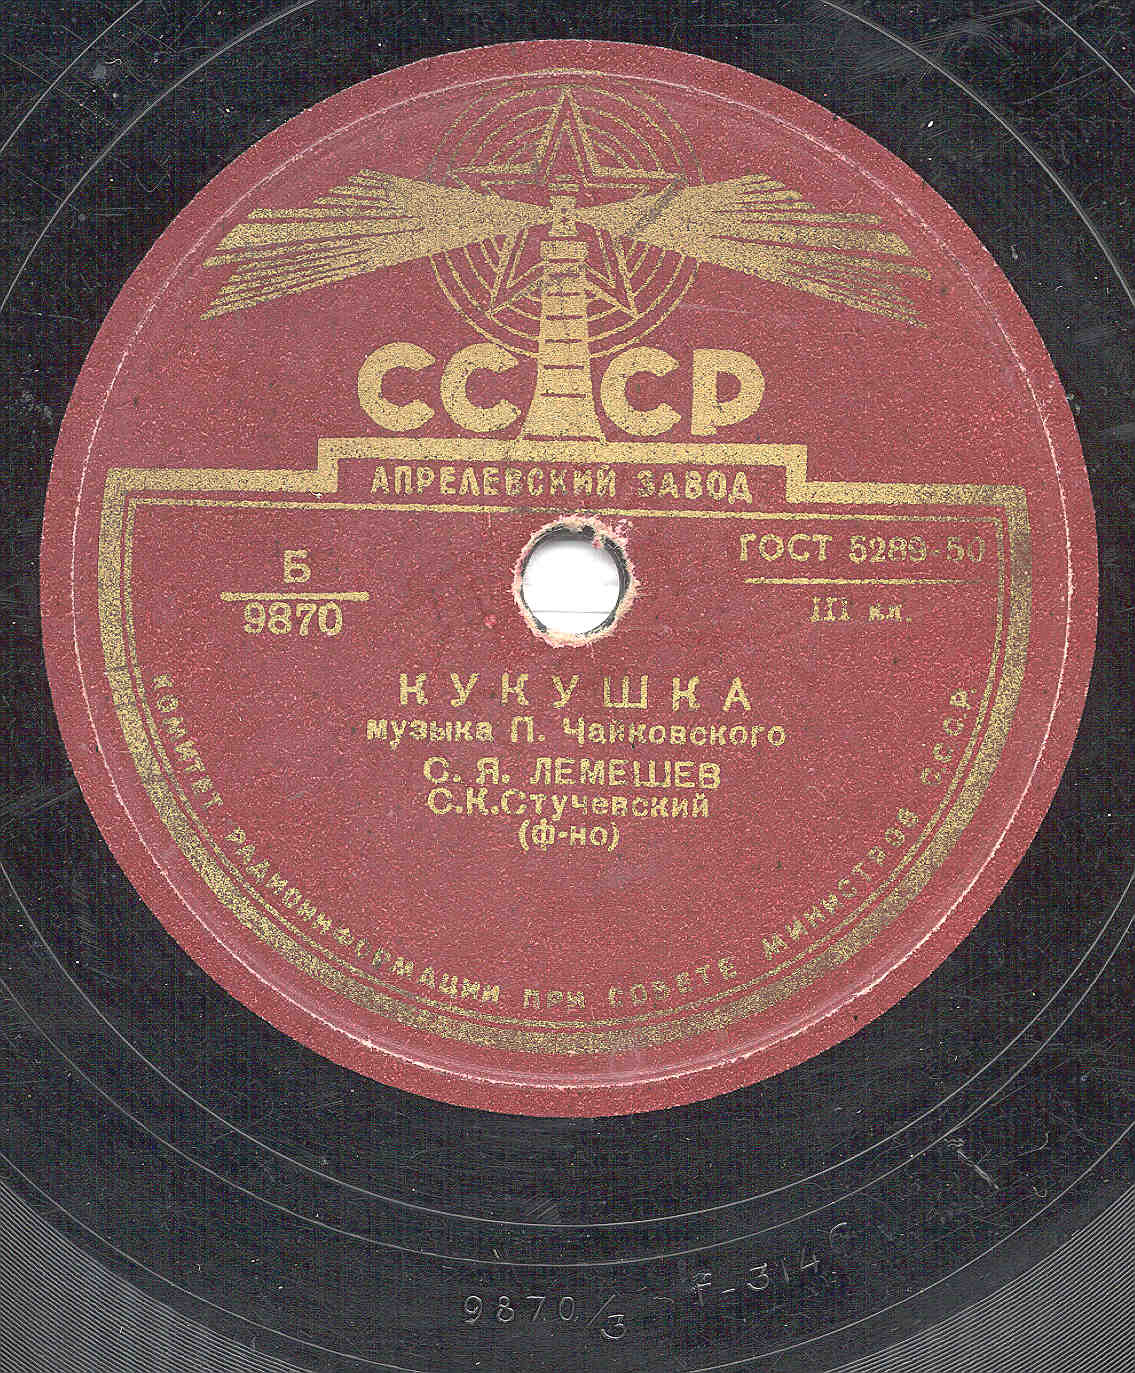 СССР
АПРЕЛЕВСКИЙ ЗАВОД
Б
9870
ГОСТ 5289-50
III кл.
КУКУШКА
музыка П. Чайковского
С. Я. ЛЕМЕШЕВ
С.К.Стучевский
(ф-но)
КОМИТЕТ РАДИОИНФОРМАЦИИ ПРИ СОВЕТЕ МИНИСТРОВ СССР.
9870/3
F-3146